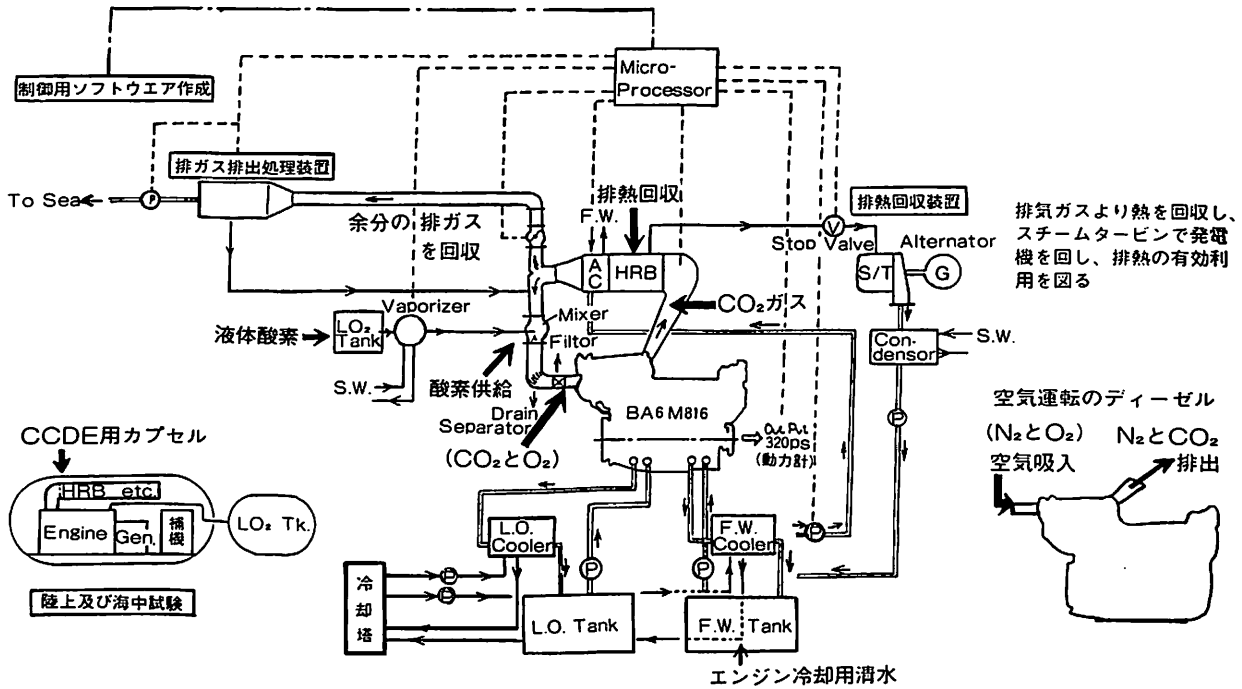 制御用ソフトウエア作成
Micro-
Processor
排ガス排出処理装置
To Sea
P
余分の排ガス
を回収
排熱回収
F.W.
AC
HRB
V
Stop Valve
排熱回収装置
Alternator
S/T
G
排気ガスより熱を回収し、
スチームタービンで発電
機を回し、排熱の有効利
用を図る
CO₂ガス
Vaporizer
液体酸素
LO₂
Tank
Mixer
Filtor
S.W.
酸素供給
Drain
Separator
(CO₂とO₂)
BA6M816
Out Put
320PS
(動力計)
Con-
densor
S.W.
P
空気運転のディーゼル
(N₂とO₂)
空気吸入
N₂とCO₂
排出
CCDE用カプセル
HRB etc.
Engine
Gen.
補機
LO₂ Tk.
陸上及び海中試験
L.O.
Cooler
F.W.
Cooler
P
P
P
P
P
冷却塔
L.O. Tank
F.W. Tank
エンジン冷却用清水